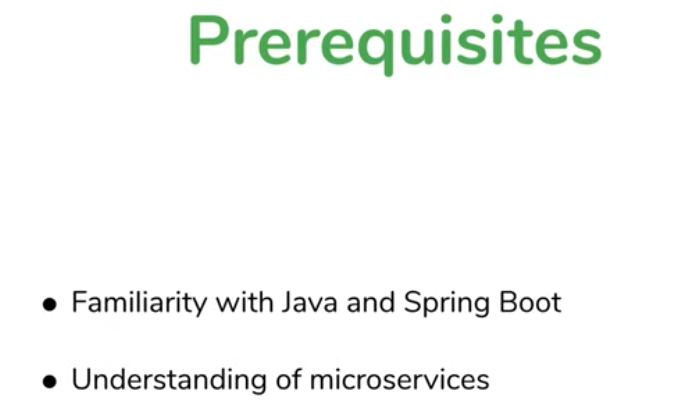 Prerequisites
● Familiarity with Java and Spring Boot
● Understanding of microservices